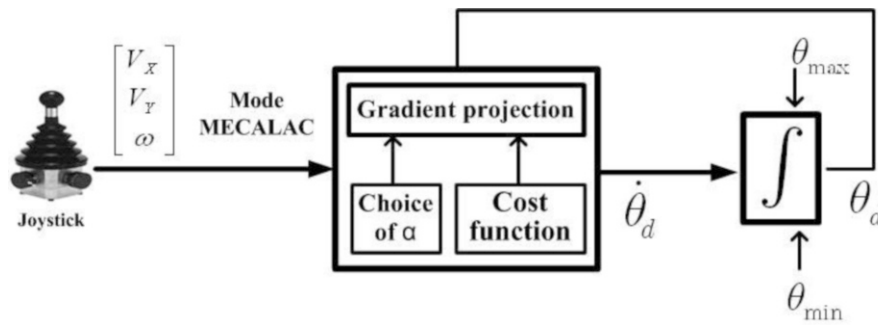 V_X
V_Y
ω
Mode
MECALAC
Joystick
Gradient projection
Choice
of α
Cost
function
θ̇_d
θ_max
∫
θ_d
θ_min